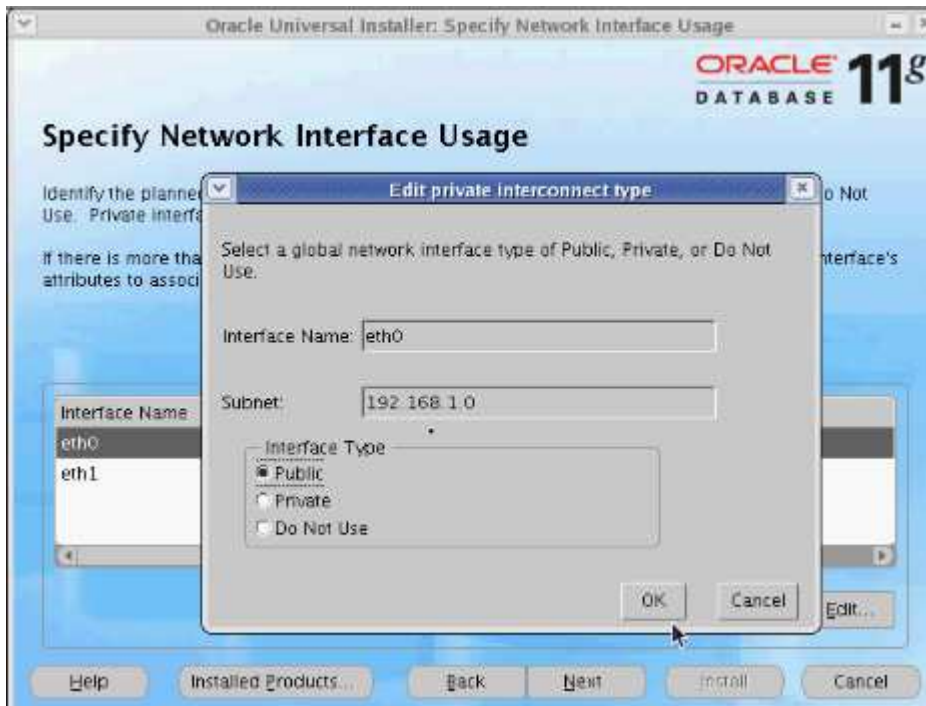 Oracle Universal Installer: Specify Network Interface Usage
ORACLE
DATABASE
11g
Specify Network Interface Usage
Identify the planne
o Not
Use. Private interfa
If there is more tha
nterface's
attributes to associ
Edit private interconnect type
Select a global network interface type of Public, Private, or Do Not
Use.
Interface Name: eth0
Subnet: 192.168.1.0
Interface Type
Public
Private
Do Not Use
OK Cancel
Interface Name
eth0
eth1
Edit...
Help Installed Products... Back Next Install Cancel